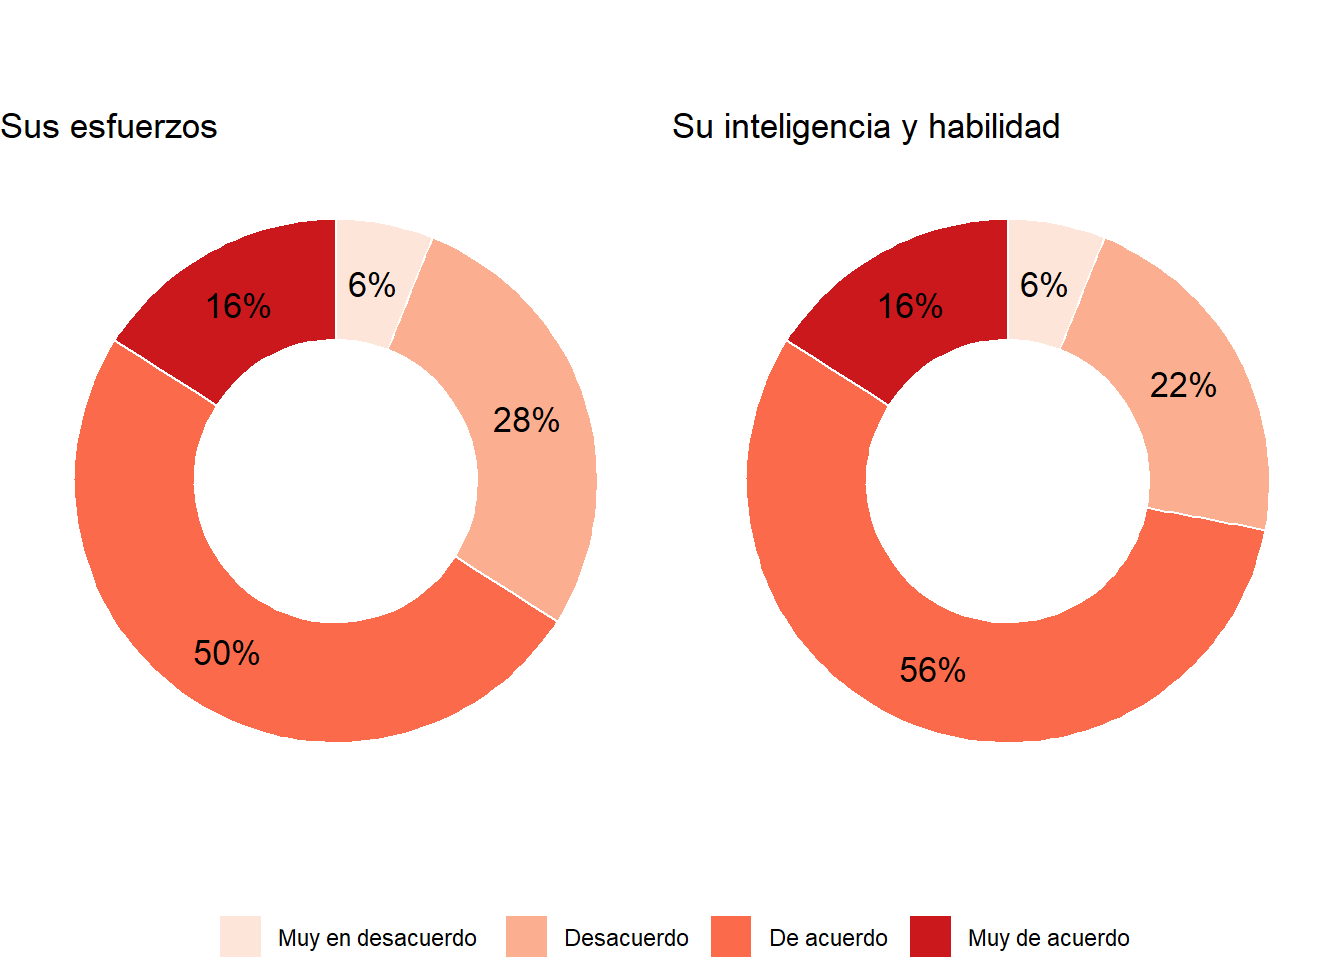 Sus esfuerzos
16%
6%
28%
50%
Su inteligencia y habilidad
16%
6%
22%
56%
Muy en desacuerdo
Desacuerdo
De acuerdo
Muy de acuerdo